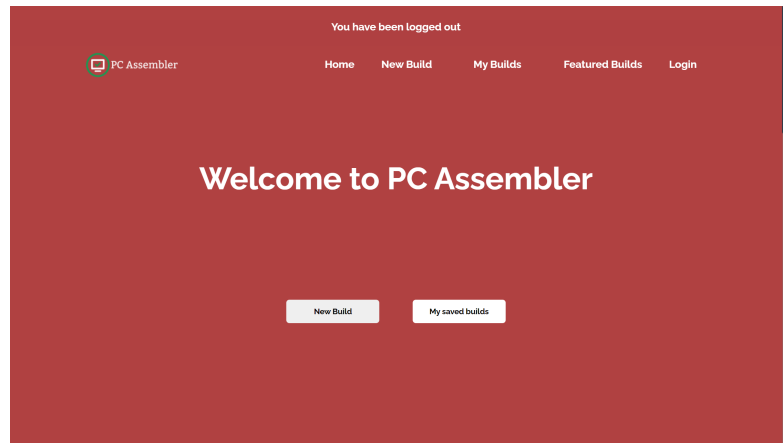 You have been logged out
PC Assembler
Home New Build My Builds Featured Builds Login
Welcome to PC Assembler
New Build My saved builds